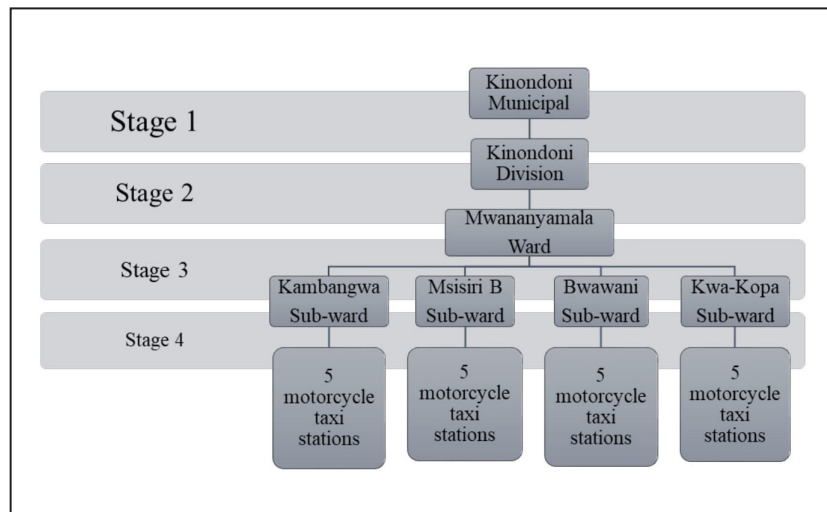 Kinondoni
Municipal
Stage 1
Kinondoni
Division
Stage 2
Mwananyamala
Ward
Stage 3
Kambangwa
Sub-ward
Msisiri B
Sub-ward
Bwawani
Sub-ward
Kwa-Kopa
Sub-ward
Stage 4
5
motorcycle
taxi
stations
5
motorcycle
taxi
stations
5
motorcycle
taxi
stations
5
motorcycle
taxi
stations